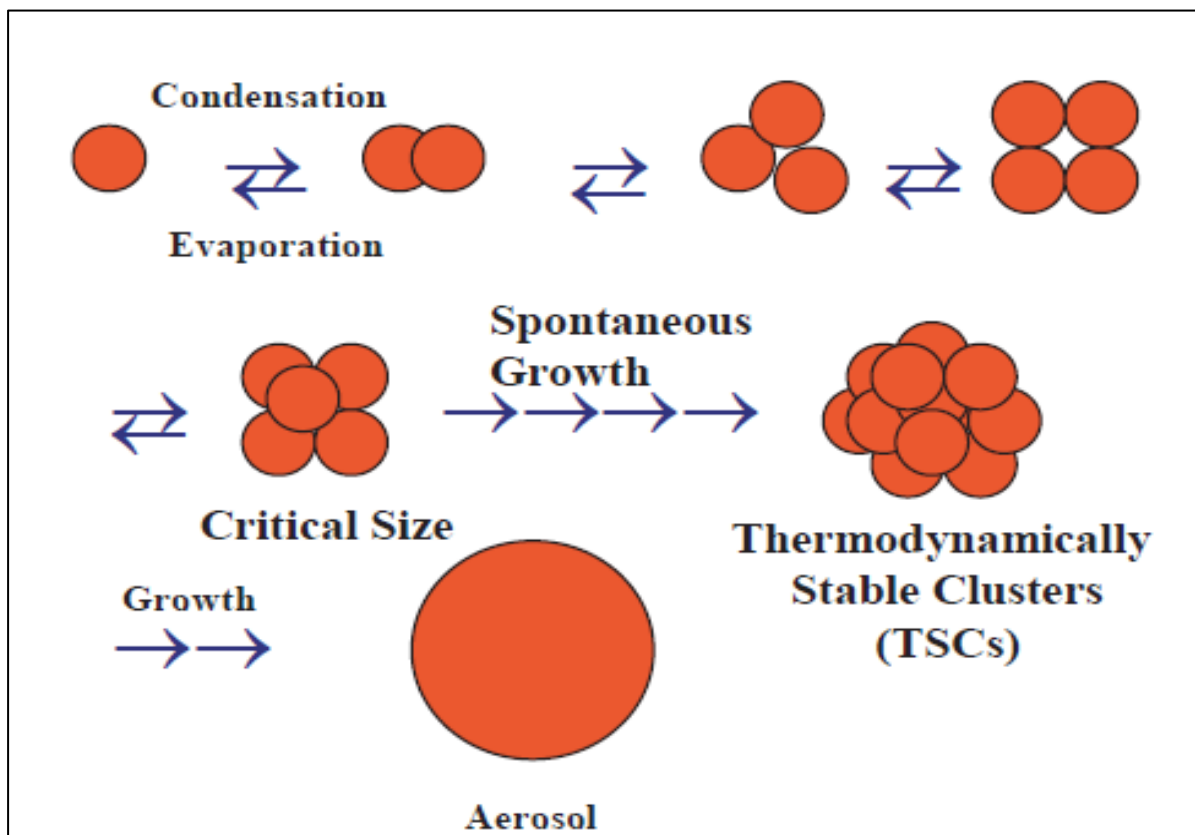 Condensation
Evaporation
Spontaneous
Growth
Critical Size
Thermodynamically
Stable Clusters
(TSCs)
Growth
Aerosol